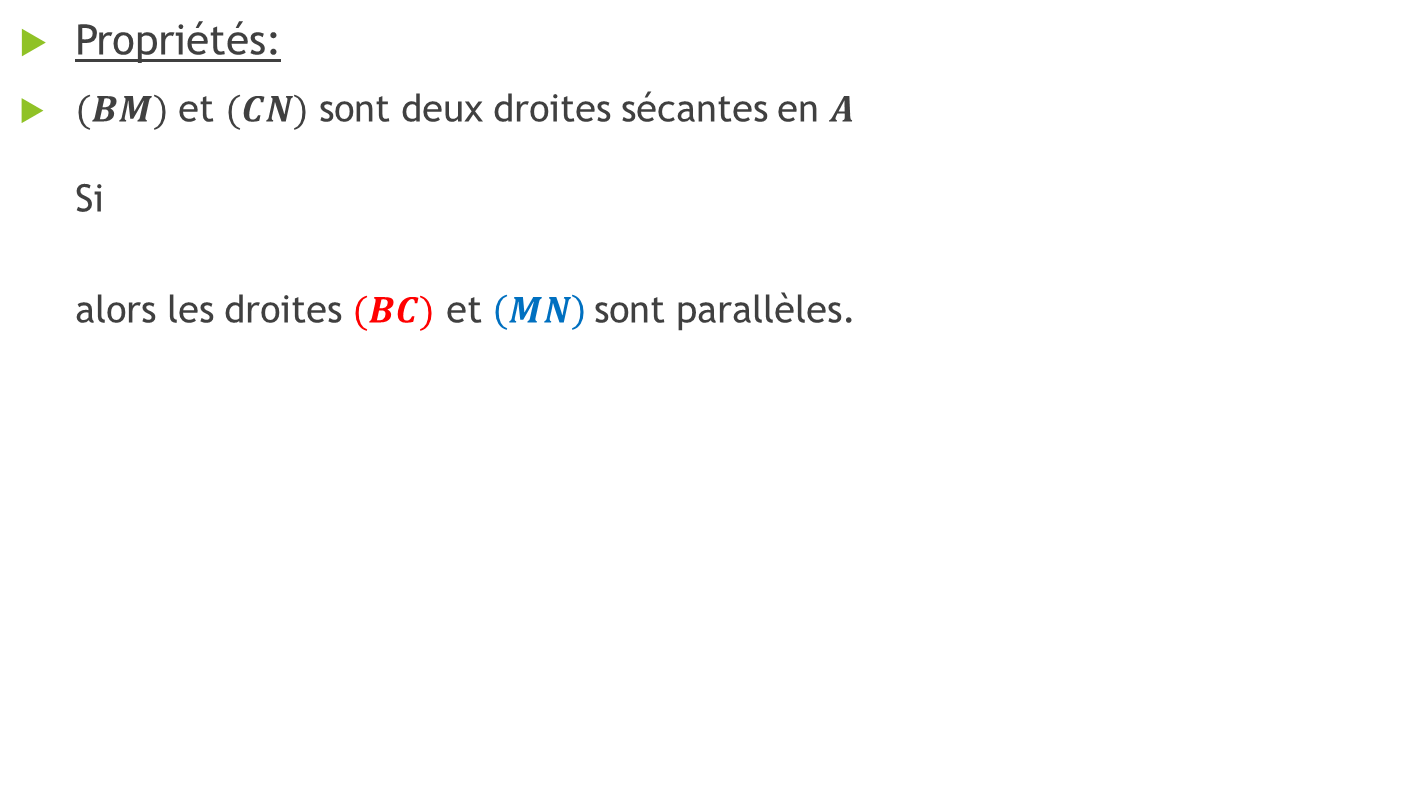 Propriétés:
(BM) et (CN) sont deux droites sécantes en A
Si
alors les droites (BC) et (MN) sont parallèles.